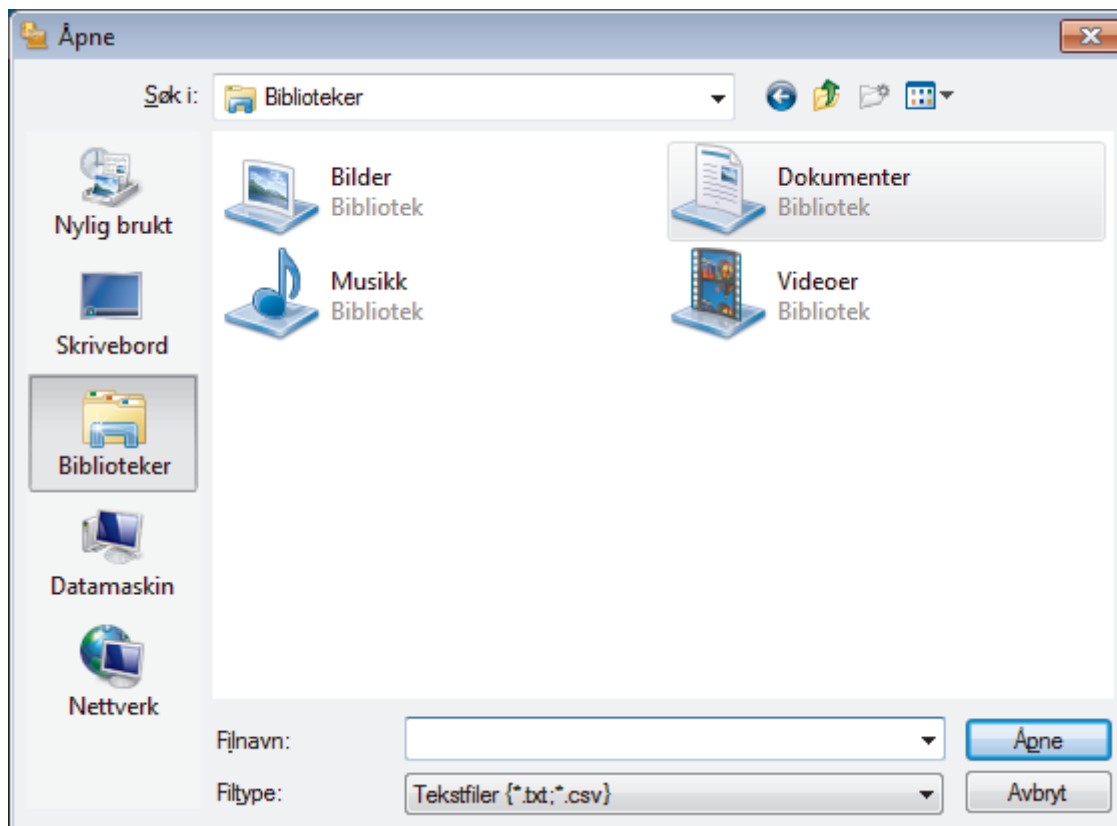 Åpne
Søk i: Biblioteker
Nylig brukt
Skrivebord
Biblioteker
Datamaskin
Nettverk
Bilder
Bibliotek
Dokumenter
Bibliotek
Musikk
Bibliotek
Videoer
Bibliotek
Filnavn:
Åpne
Filtype: Tekstfiler {*.txt;*.csv}
Avbryt